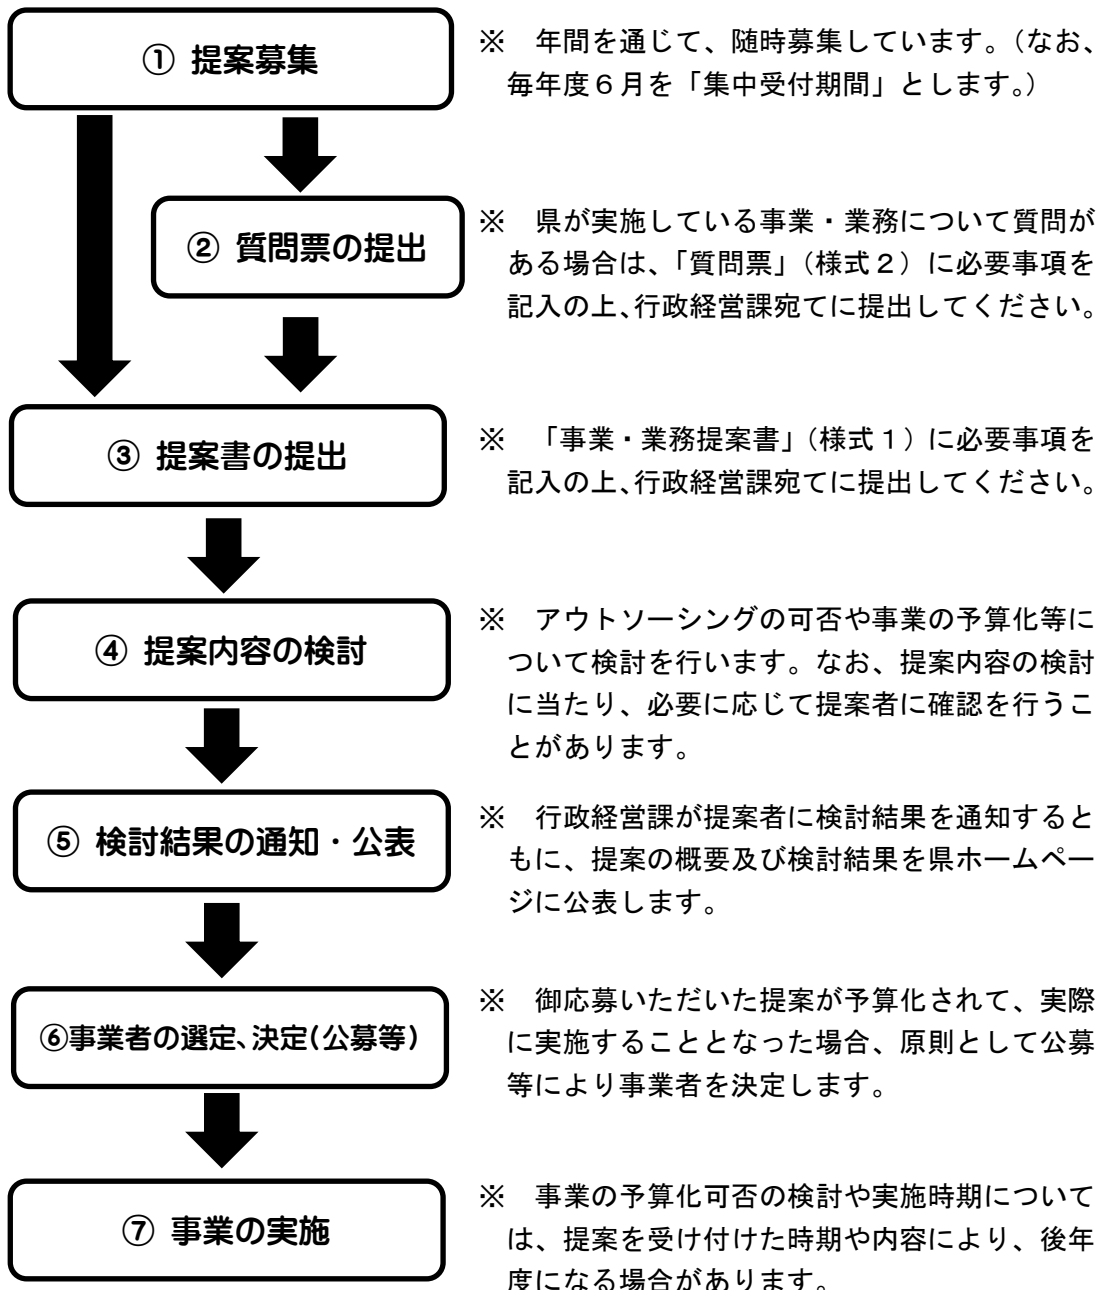 ① 提案募集
※　年間を通じて、随時募集しています。（なお、
毎年度６月を「集中受付期間」とします。）
② 質問票の提出
※　県が実施している事業・業務について質問が
ある場合は、「質問票」（様式２）に必要事項を
記入の上、行政経営課宛てに提出してください。
③ 提案書の提出
※　「事業・業務提案書」（様式１）に必要事項を
記入の上、行政経営課宛てに提出してください。
④ 提案内容の検討
※　アウトソーシングの可否や事業の予算化等に
ついて検討を行います。なお、提案内容の検討
に当たり、必要に応じて提案者に確認を行うこ
とがあります。
⑤ 検討結果の通知・公表
※　行政経営課が提案者に検討結果を通知すると
もに、提案の概要及び検討結果を県ホームペー
ジに公表します。
⑥事業者の選定、決定（公募等）
※　御応募いただいた提案が予算化されて、実際
に実施することとなった場合、原則として公募
等により事業者を決定します。
⑦ 事業の実施
※　事業の予算化可否の検討や実施時期について
は、提案を受け付けた時期や内容により、後年
度になる場合があります。